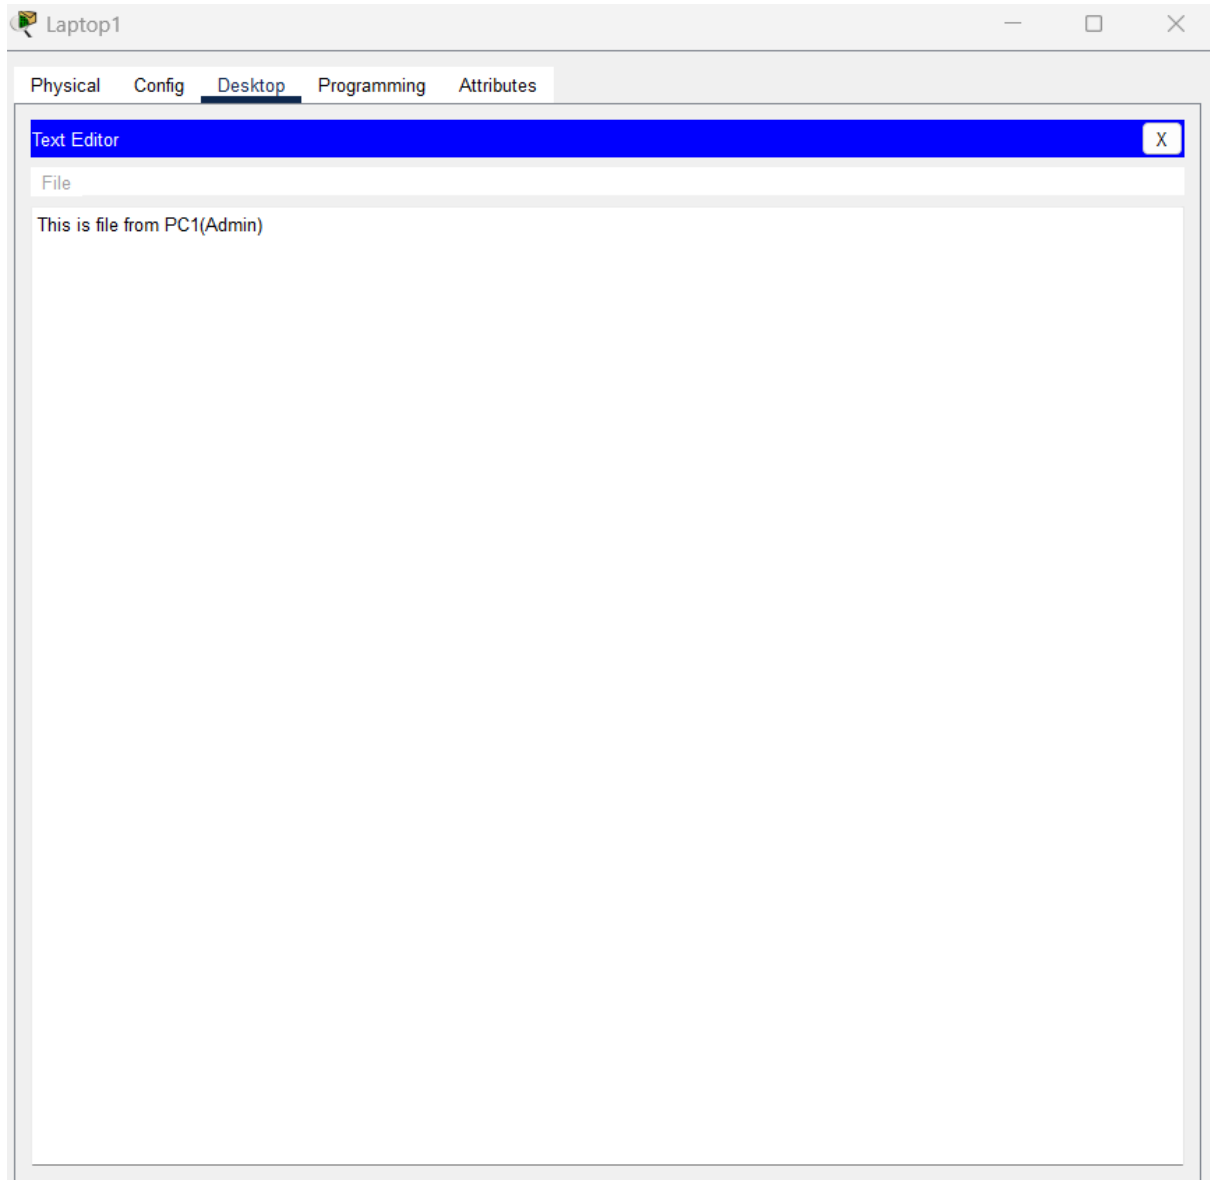 Laptop1
Physical Config Desktop Programming Attributes
Text Editor X
File
This is file from PC1(Admin)